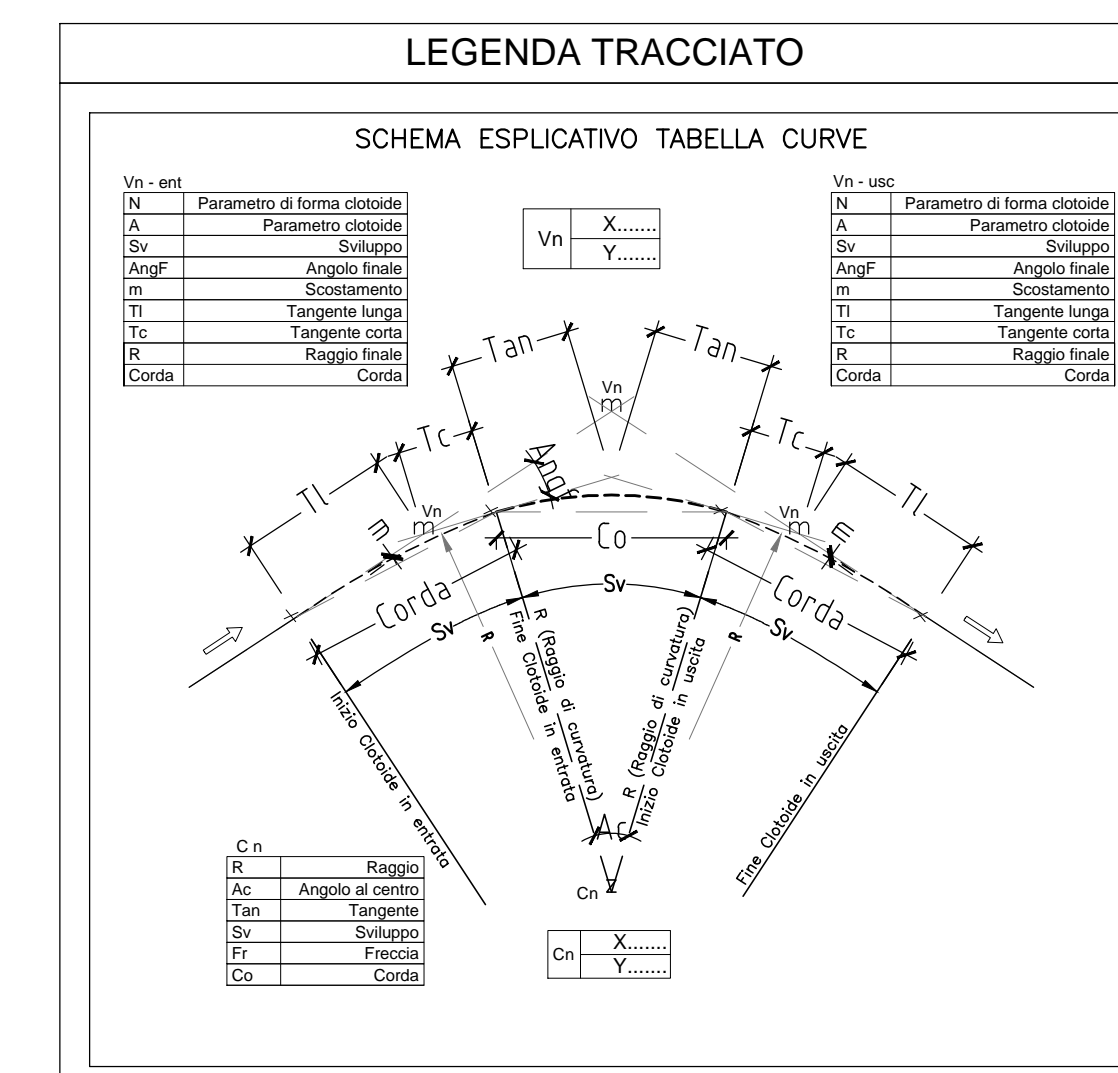 LEGENDA TRACCIATO
SCHEMA ESPLICATIVO TABELLA CURVE
Vn - ent
N Parametro di forma clotoide
A Parametro clotoide
Sv Sviluppo
AngF Angolo finale
m Scostamento
Tl Tangente lunga
Tc Tangente corta
R Raggio finale
Corda Corda
Vn X.......
Y.......
Vn - usc
N Parametro di forma clotoide
A Parametro clotoide
Sv Sviluppo
AngF Angolo finale
m Scostamento
Tl Tangente lunga
Tc Tangente corta
R Raggio finale
Corda Corda
Tan
Tan
Vn
m
Tc
Tc
AngF
Tl
Tl
Vn
m
Vn
m
m
m
Co
Corda
Corda
Sv
Sv
Sv
R
R
R (Raggio di curvatura)
Fine Clotoide in entrata
R (Raggio di curvatura)
Inizio Clotoide in uscita
Inizio Clotoide in entrata
Fine Clotoide in uscita
Ac
Cn
C n
R Raggio
Ac Angolo al centro
Tan Tangente
Sv Sviluppo
Fr Freccia
Co Corda
Cn X.......
Y.......